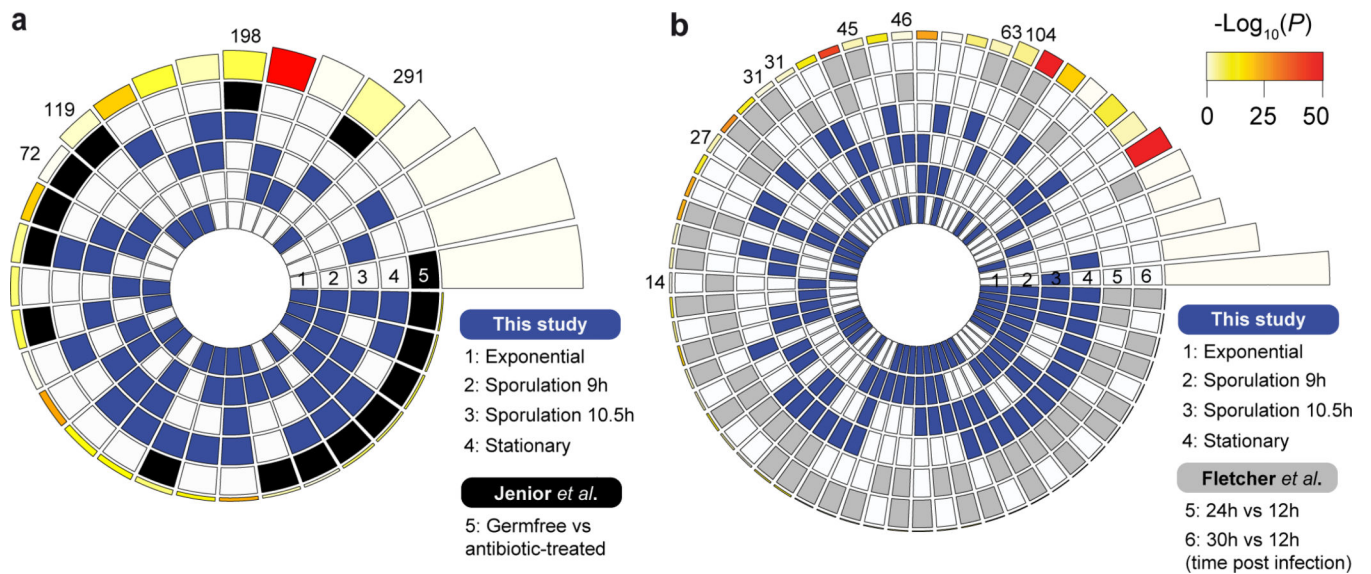 a
198
291
119
72
1 2 3 4 5
This study
1: Exponential
2: Sporulation 9h
3: Sporulation 10.5h
4: Stationary
Jenior et al.
5: Germfree vs
antibiotic-treated
b
46
45
63 104
31
31
27
14
1 2 3 4 5 6
-Log10(P)
0 25 50
This study
1: Exponential
2: Sporulation 9h
3: Sporulation 10.5h
4: Stationary
Fletcher et al.
5: 24h vs 12h
6: 30h vs 12h
(time post infection)